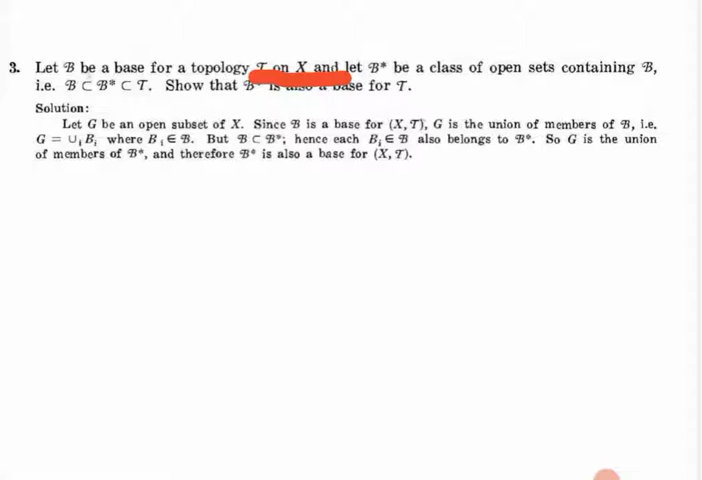 3. Let ℬ be a base for a topology 𝒯 on X and let ℬ* be a class of open sets containing ℬ,
i.e. ℬ ⊂ ℬ* ⊂ 𝒯. Show that ℬ* is also a base for 𝒯.
Solution:
Let G be an open subset of X. Since ℬ is a base for (X, 𝒯), G is the union of members of ℬ, i.e.
G = ∪ᵢ Bᵢ where Bᵢ ∈ ℬ. But ℬ ⊂ ℬ*; hence each Bᵢ ∈ ℬ also belongs to ℬ*. So G is the union
of members of ℬ*, and therefore ℬ* is also a base for (X, 𝒯).